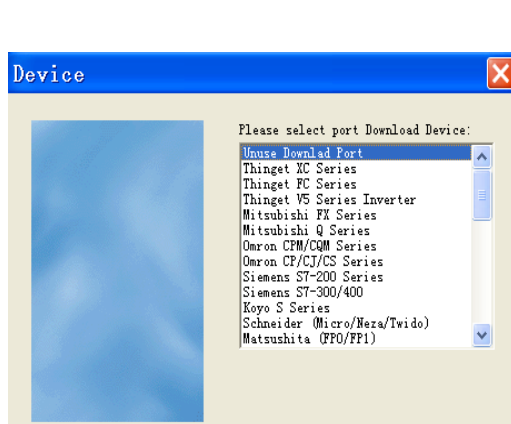 Device
Please select port Download Device:
Unuse Downlad Port
Thinget XC Series
Thinget FC Series
Thinget V5 Series Inverter
Mitsubishi FX Series
Mitsubishi Q Series
Omron CPM/CQM Series
Omron CP/CJ/CS Series
Siemens S7-200 Series
Siemens S7-300/400
Koyo S Series
Schneider (Micro/Neza/Twido)
Matsushita (FP0/FP1)